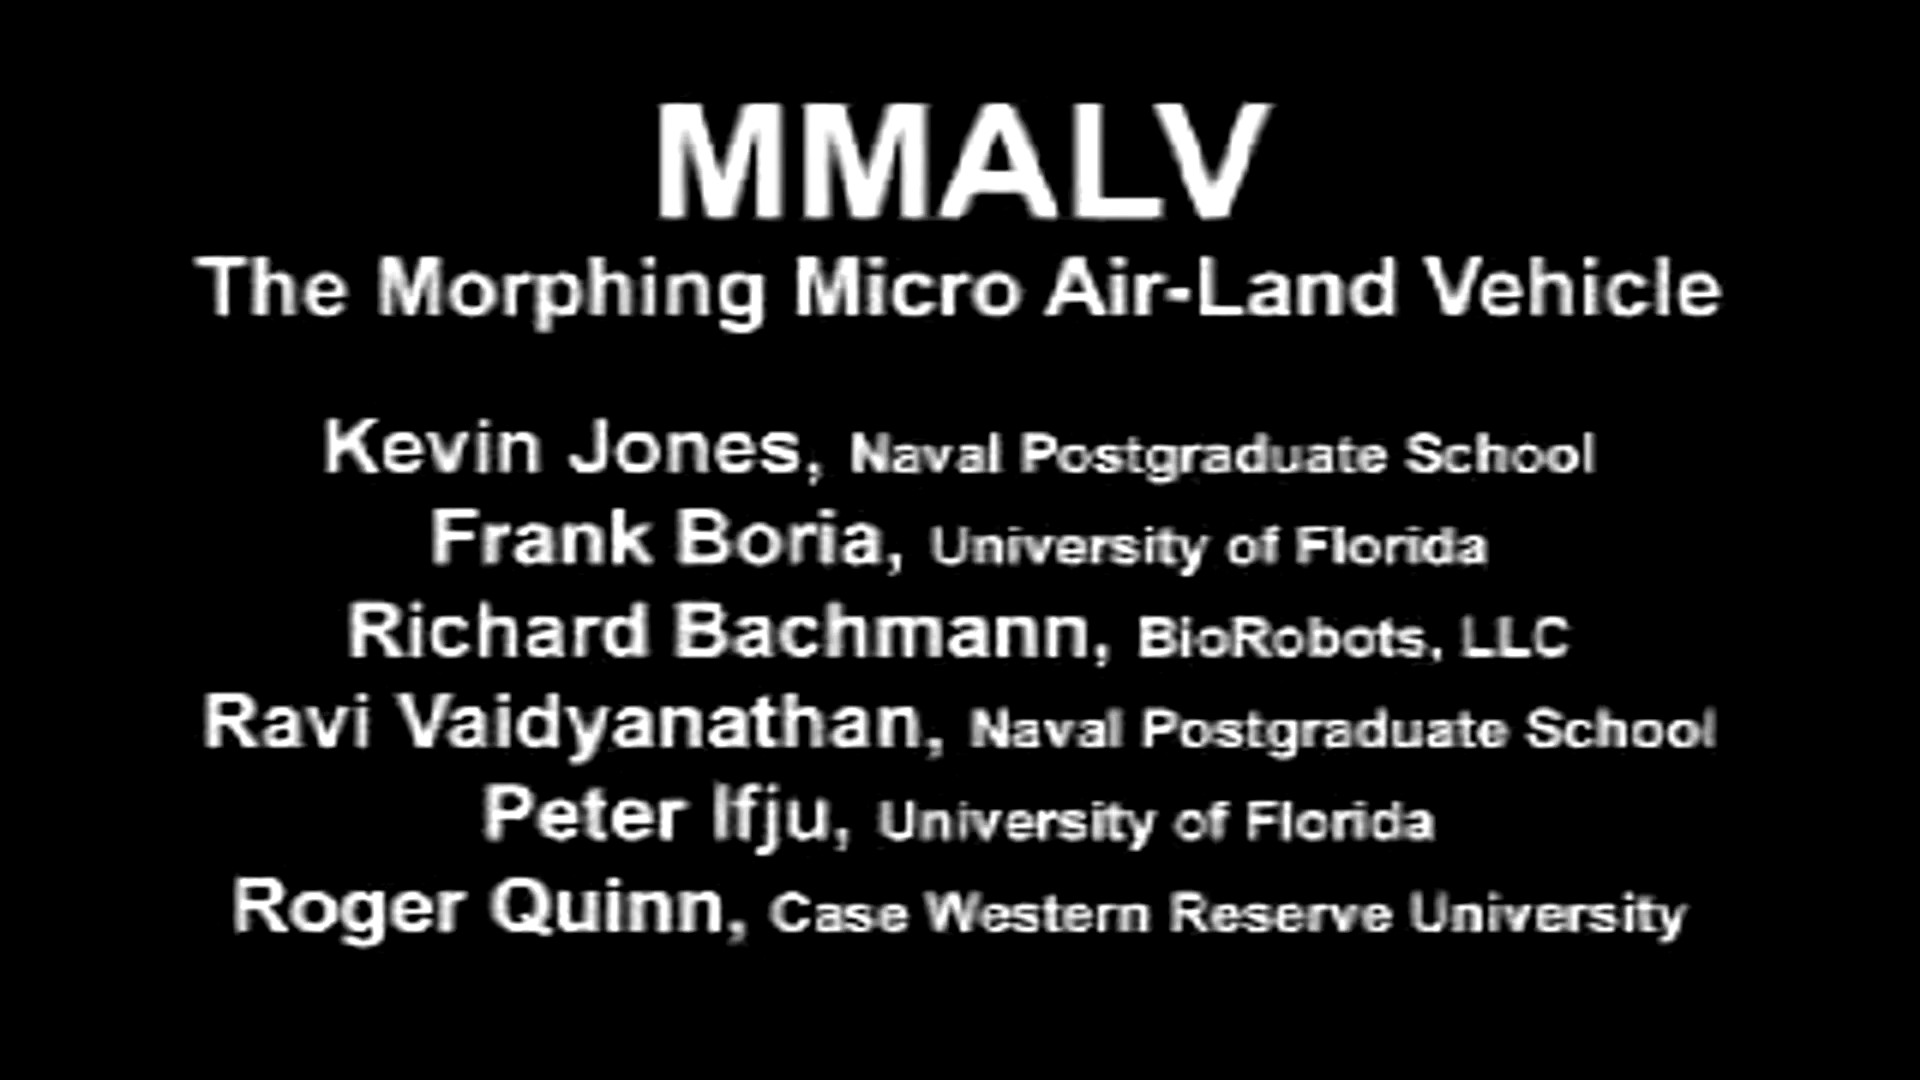 MMALV
The Morphing Micro Air-Land Vehicle
Kevin Jones, Naval Postgraduate School
Frank Boria, University of Florida
Richard Bachmann, BioRobots, LLC
Ravi Vaidyanathan, Naval Postgraduate School
Peter Ifju, University of Florida
Roger Quinn, Case Western Reserve University